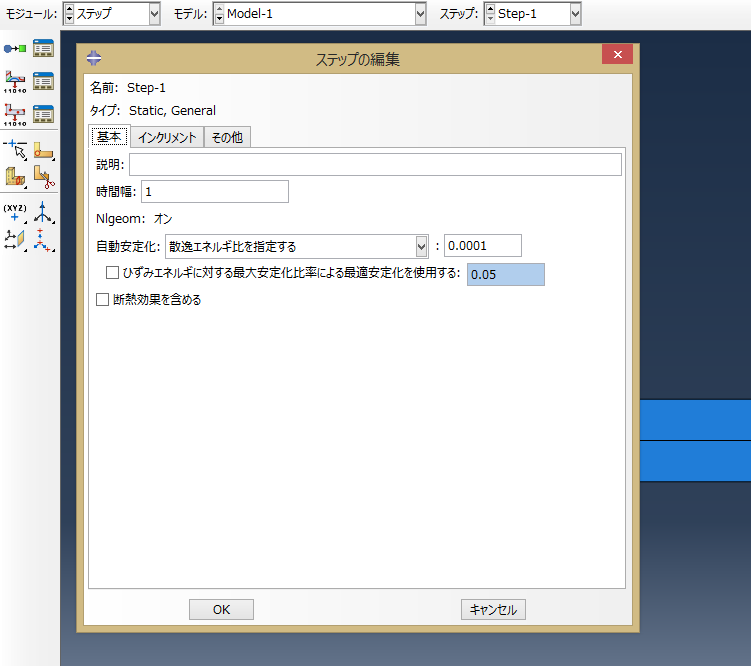 モジュール: ステップ モデル: Model-1 ステップ: Step-1
ステップの編集
名前: Step-1
タイプ: Static, General
基本 インクリメント その他
説明:
時間幅: 1
Nlgeom: オン
自動安定化: 散逸エネルギ比を指定する : 0.0001
ひずみエネルギに対する最大安定化比率による最適安定化を使用する: 0.05
断熱効果を含める
OK キャンセル
(XYZ)